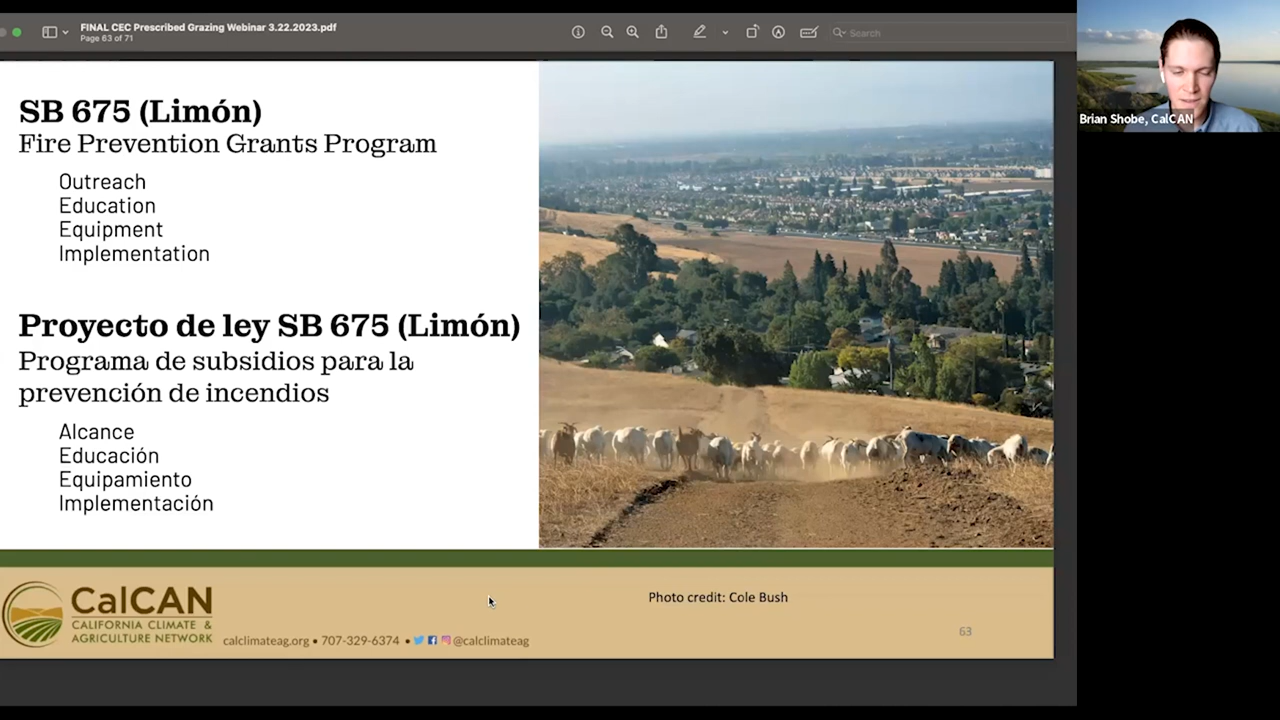 FINAL CEC Prescribed Grazing Webinar 3.22.2023.pdf
Page 63 of 71
Search
Brian Shobe, CalCAN
SB 675 (Limón)
Fire Prevention Grants Program
Outreach
Education
Equipment
Implementation
Proyecto de ley SB 675 (Limón)
Programa de subsidios para la
prevención de incendios
Alcance
Educación
Equipamiento
Implementación
CalCAN
CALIFORNIA CLIMATE &
AGRICULTURE NETWORK
calclimateag.org • 707-329-6374 • @calclimateag
Photo credit: Cole Bush
63